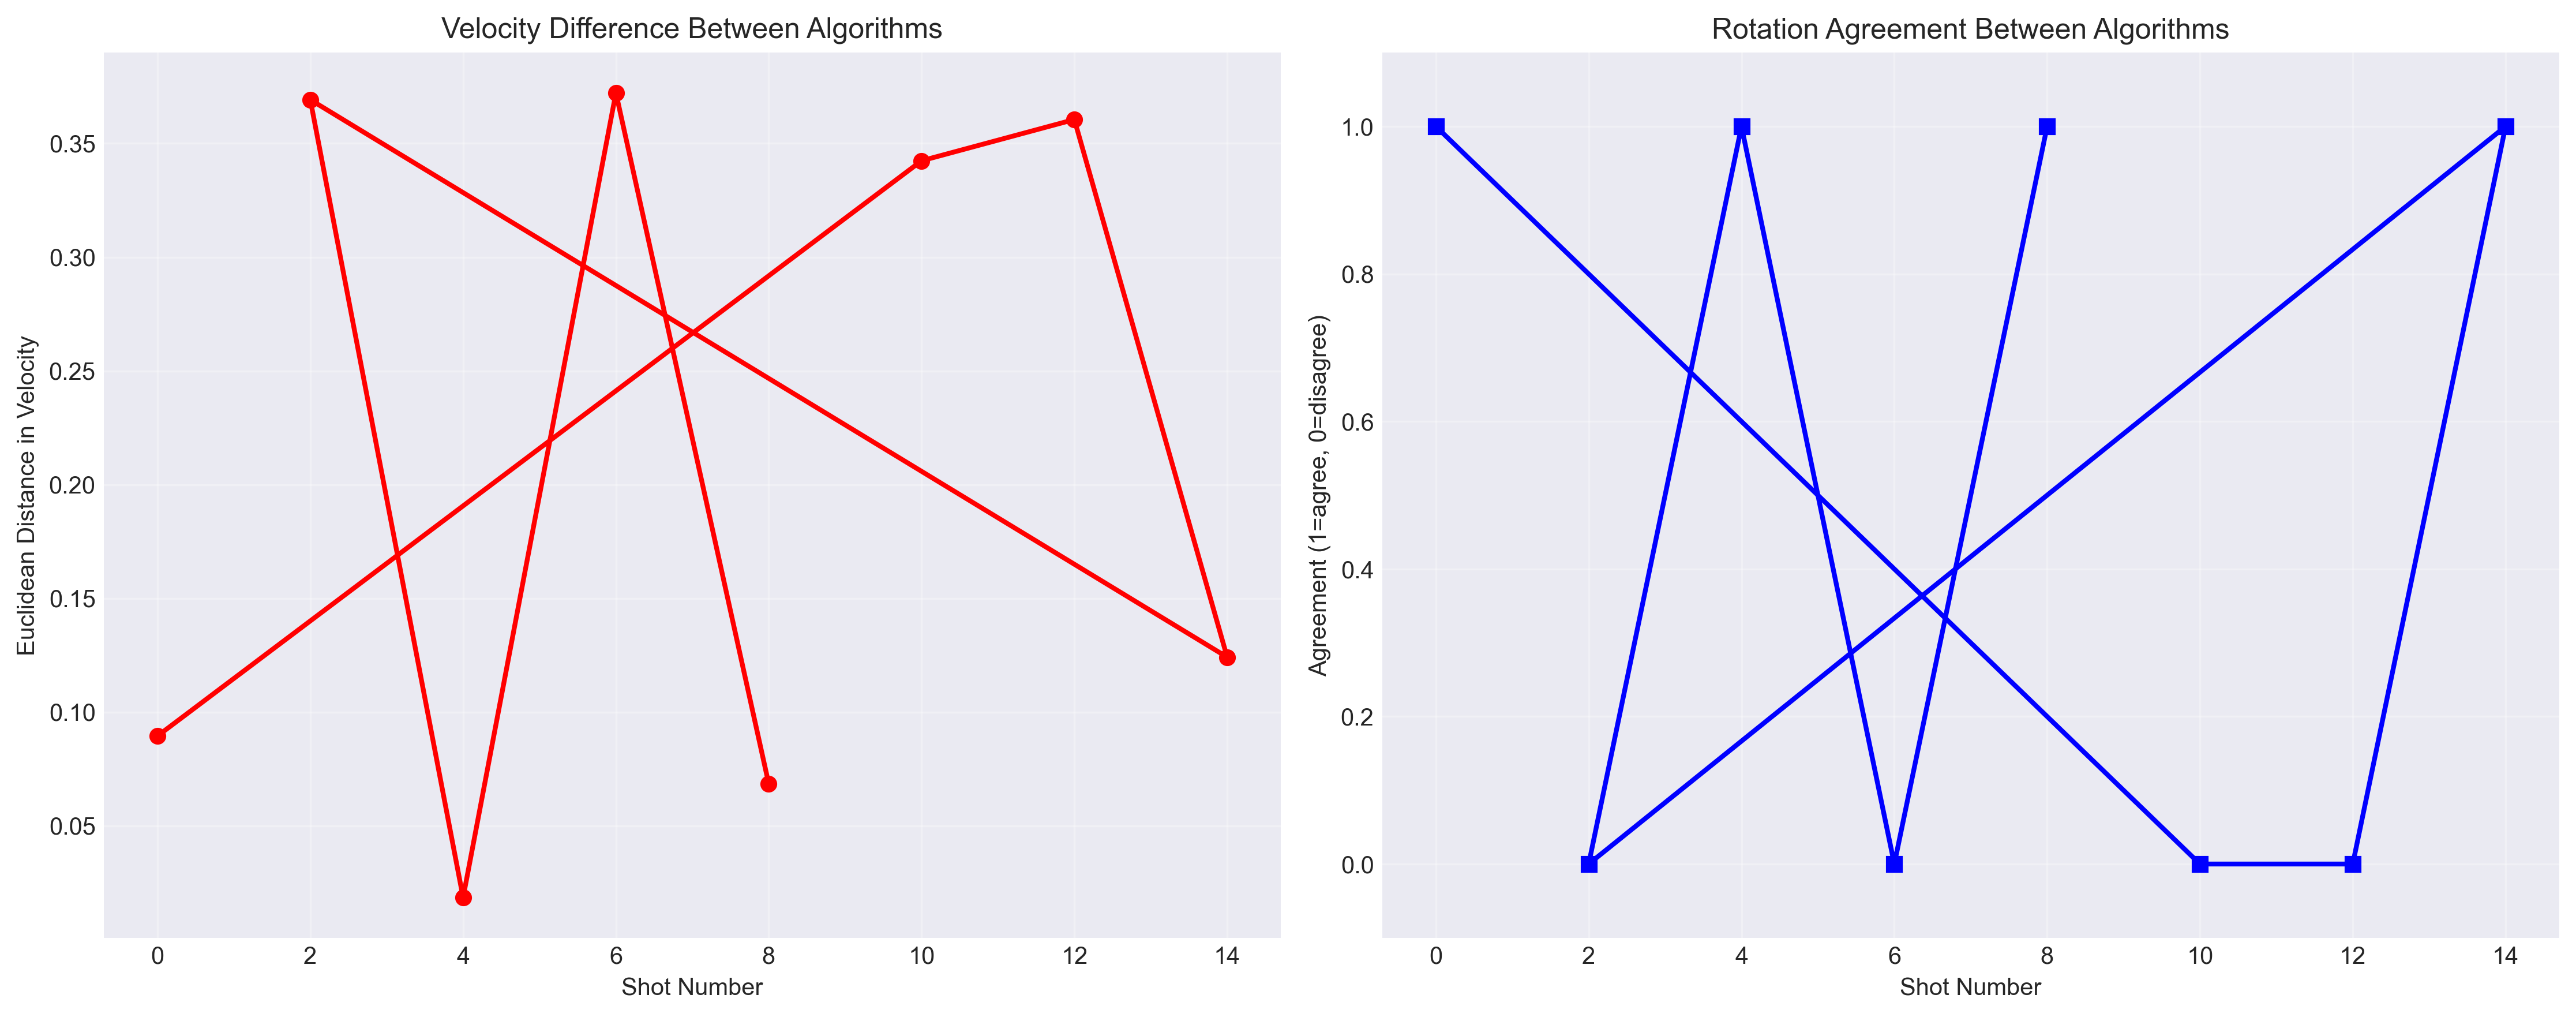 Velocity Difference Between Algorithms
Euclidean Distance in Velocity
0.35
0.30
0.25
0.20
0.15
0.10
0.05
0 2 4 6 8 10 12 14
Shot Number
Rotation Agreement Between Algorithms
Agreement (1=agree, 0=disagree)
1.0
0.8
0.6
0.4
0.2
0.0
0 2 4 6 8 10 12 14
Shot Number